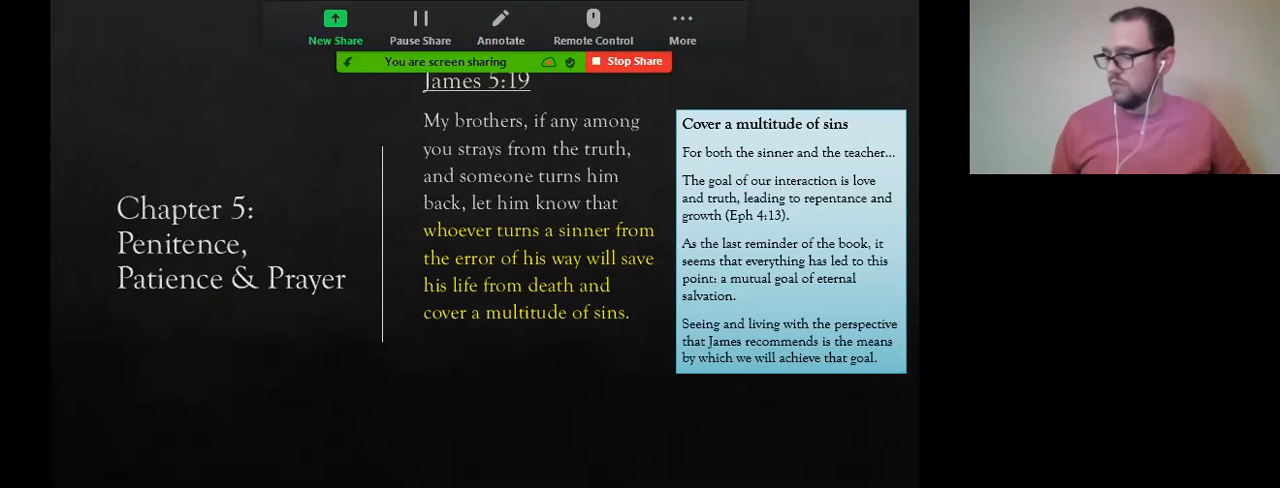 New Share
Pause Share
Annotate
Remote Control
More
You are screen sharing
Stop Share
James 5:19
My brothers, if any among
you strays from the truth,
and someone turns him
back, let him know that
whoever turns a sinner from
the error of his way will save
his life from death and
cover a multitude of sins.
Chapter 5:
Penitence,
Patience & Prayer
Cover a multitude of sins
For both the sinner and the teacher...
The goal of our interaction is love
and truth, leading to repentance and
growth (Eph 4:13).
As the last reminder of the book, it
seems that everything has led to this
point: a mutual goal of eternal
salvation.
Seeing and living with the perspective
that James recommends is the means
by which we will achieve that goal.